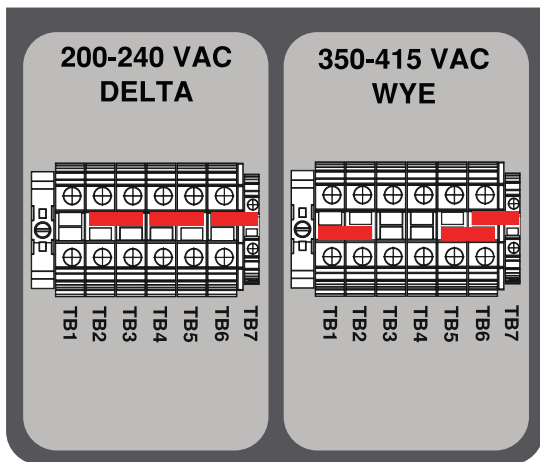 200-240 VAC
DELTA
TB1
TB2
TB3
TB4
TB5
TB6
TB7
350-415 VAC
WYE
TB1
TB2
TB3
TB4
TB5
TB6
TB7